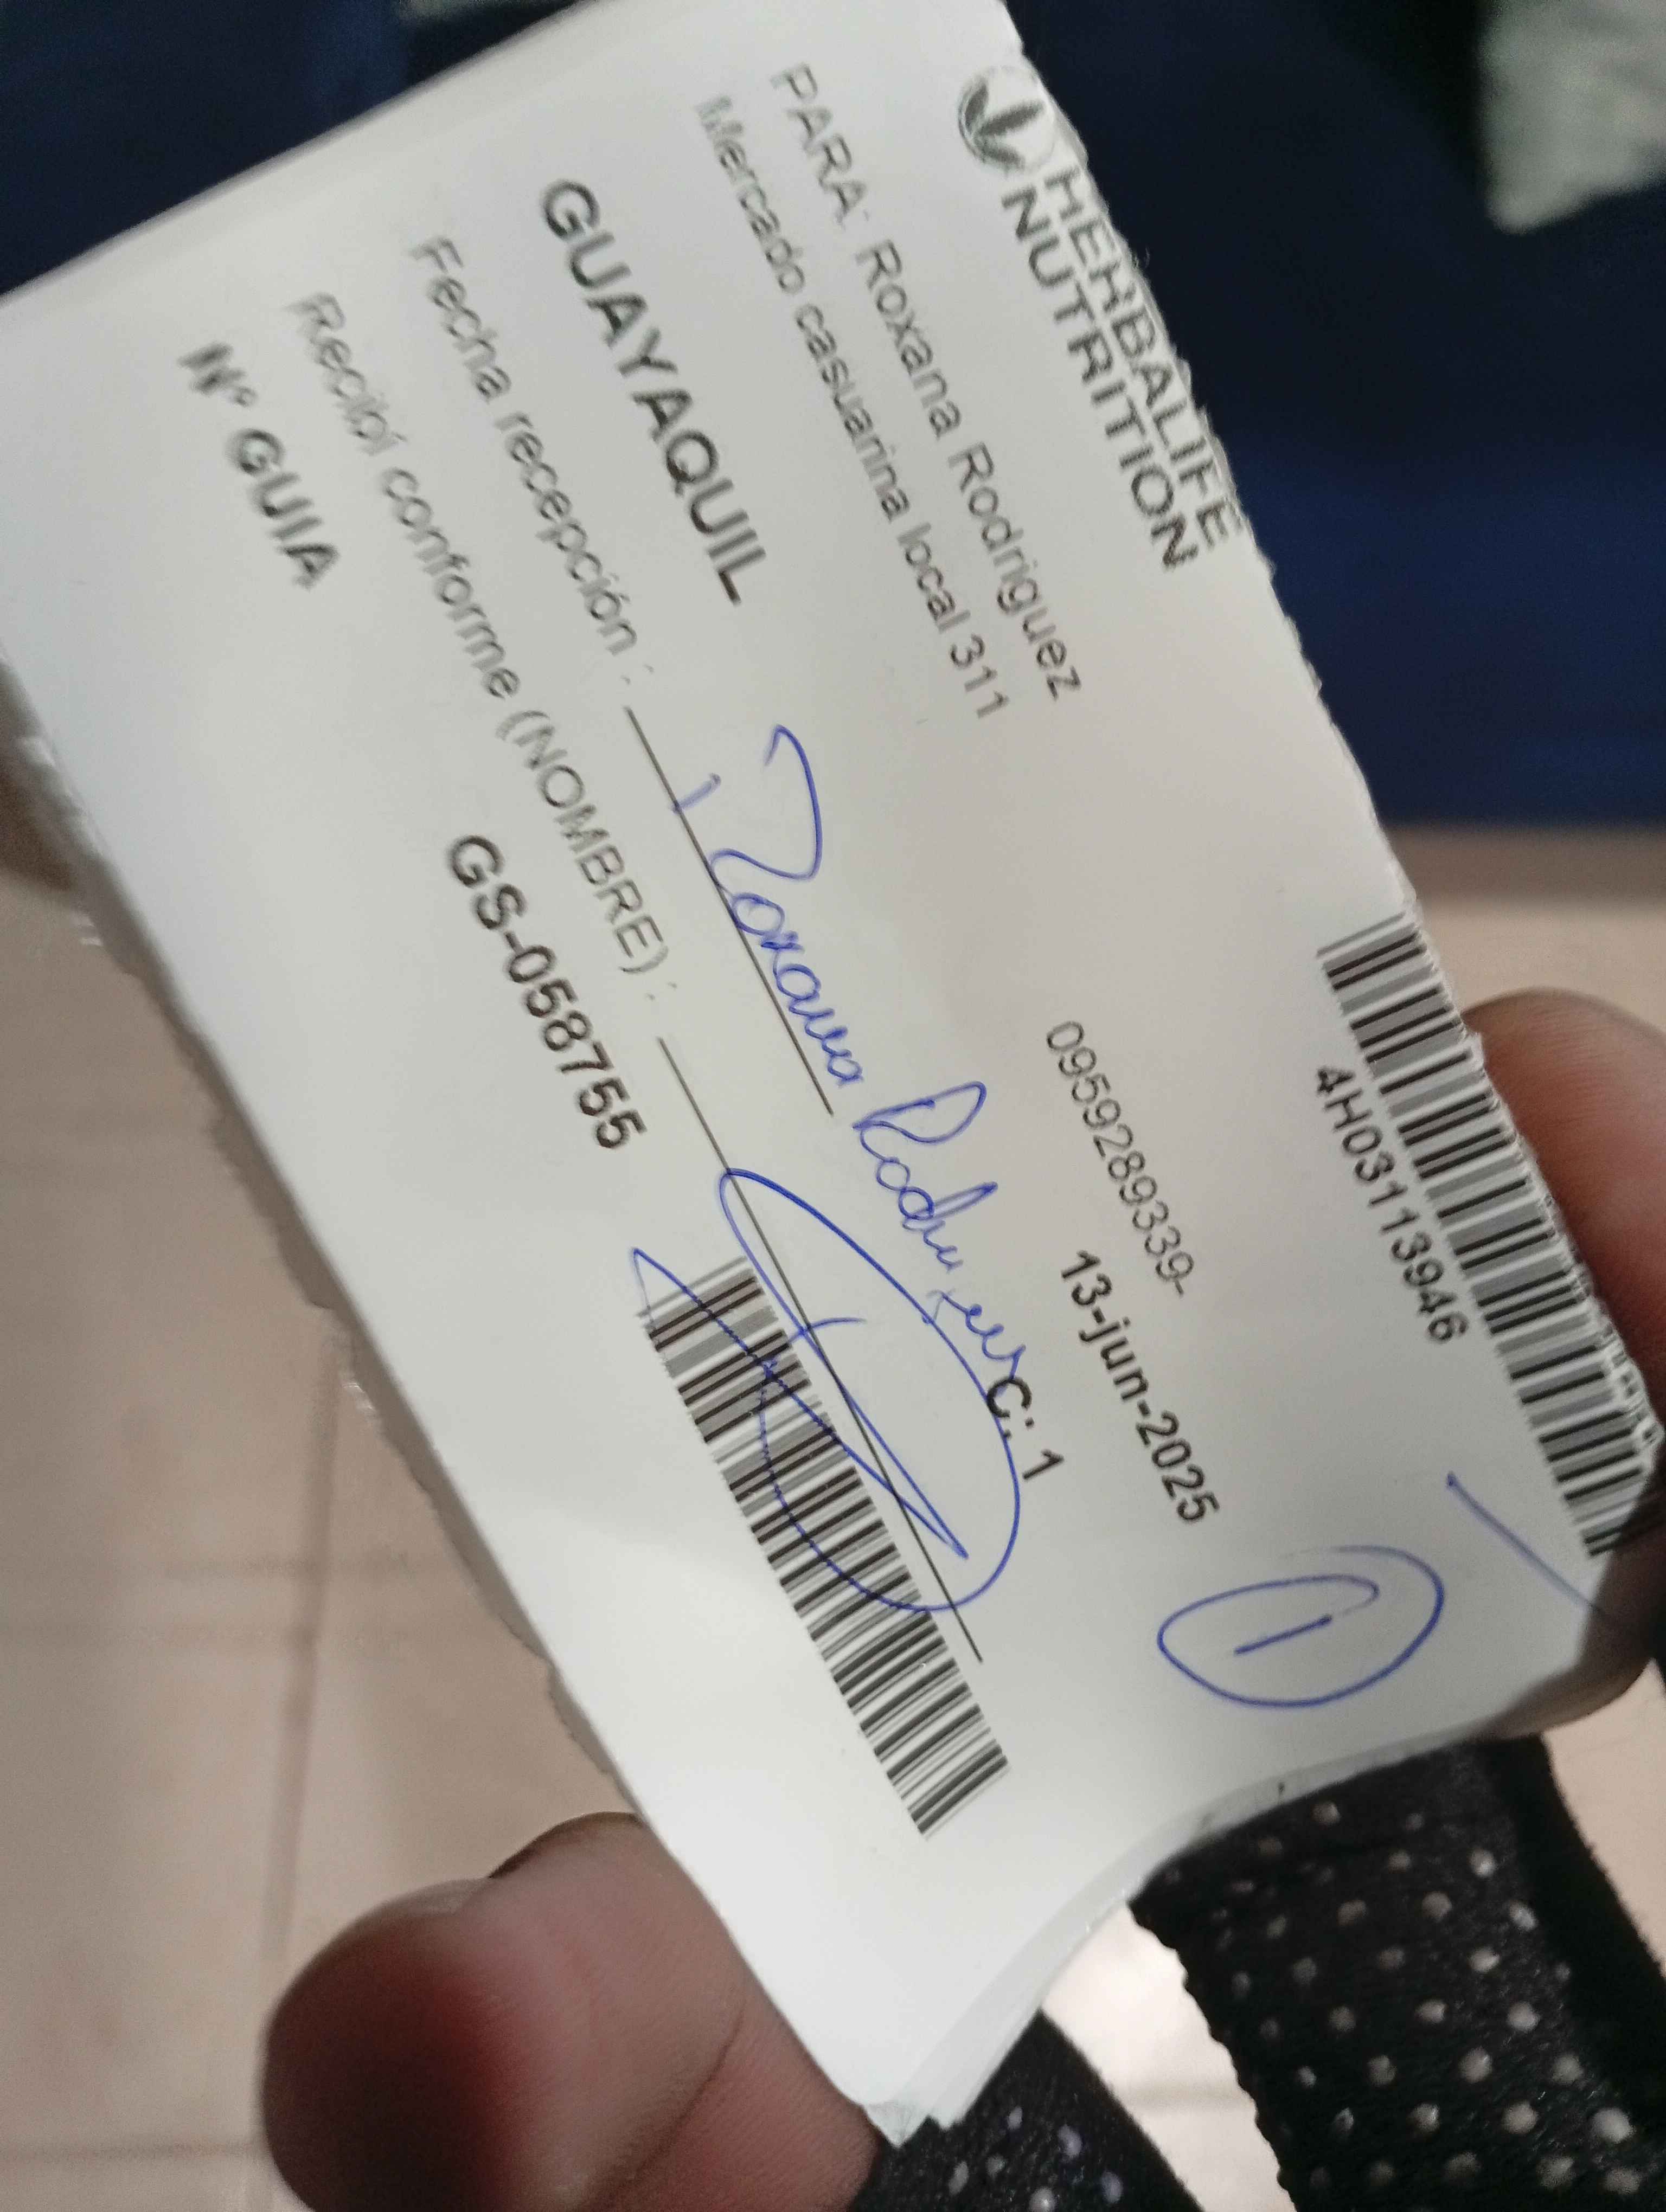 HERBALIFE
NUTRITION
4H03113946
PARA: Roxana Rodriguez
0959289339-
Mercado casuarina local 311
13-jun-2025
1
GUAYAQUIL
C: 1
Roxana Rodriguez
Fecha recepción :
Recibí conforme (NOMBRE) :
Nº GUIA
GS-058755